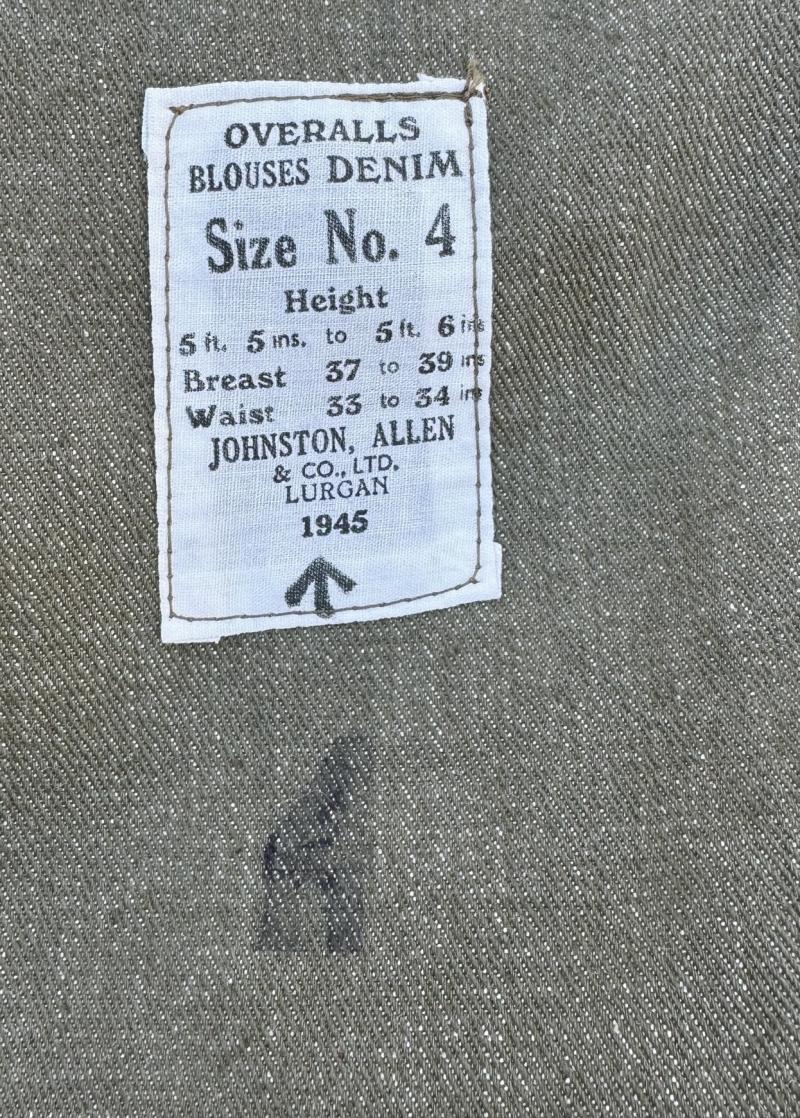 OVERALLS
BLOUSES DENIM
Size No. 4
Height
5 ft. 5 ins. to 5 ft. 6 ins
Breast 37 to 39 ins
Waist 33 to 34 ins
JOHNSTON, ALLEN
& CO., LTD.
LURGAN
1945